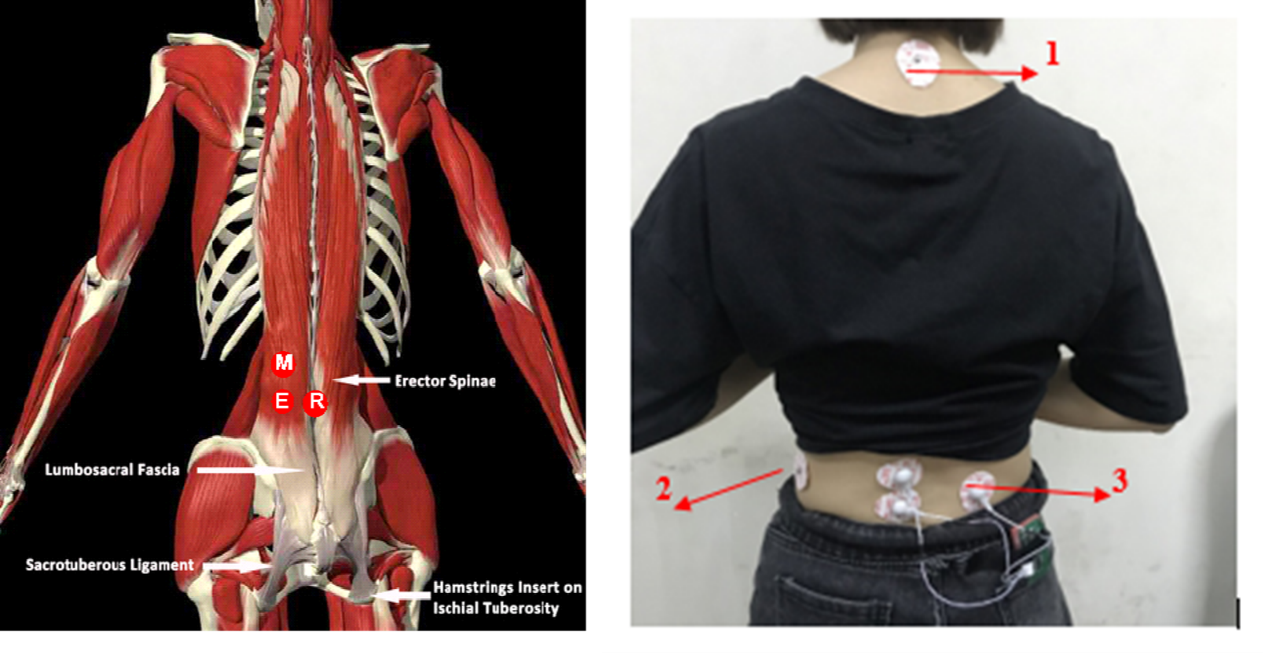 1
M
Erector Spinae
E
R
Lumbosacral Fascia
2
3
Sacrotuberous Ligament
Hamstrings Insert on
Ischial Tuberosity